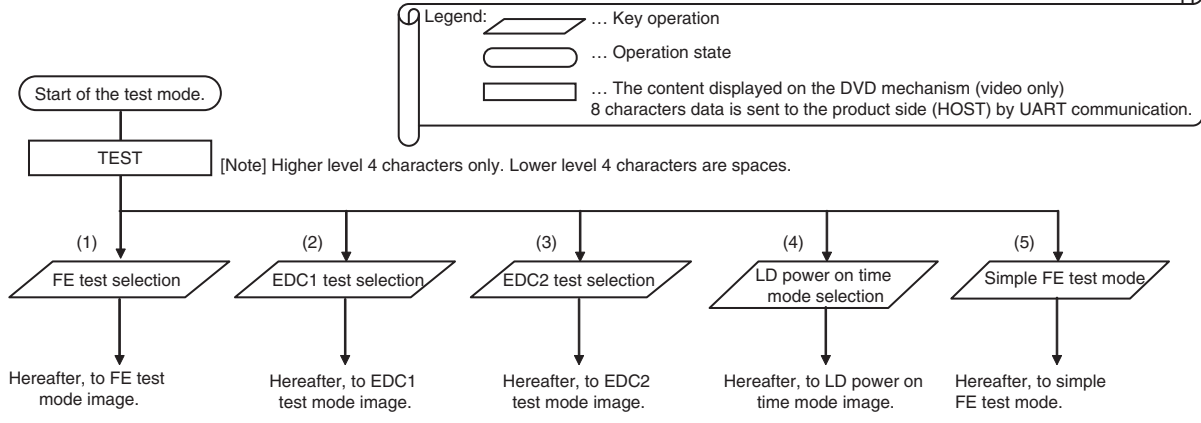 Legend:
… Key operation
… Operation state
… The content displayed on the DVD mechanism (video only)
8 characters data is sent to the product side (HOST) by UART communication.
Start of the test mode.
TEST
[Note] Higher level 4 characters only. Lower level 4 characters are spaces.
(1)
FE test selection
Hereafter, to FE test
mode image.
(2)
EDC1 test selection
Hereafter, to EDC1
test mode image.
(3)
EDC2 test selection
Hereafter, to EDC2
test mode image.
(4)
LD power on time
mode selection
Hereafter, to LD power on
time mode image.
(5)
Simple FE test mode
Hereafter, to simple
FE test mode.